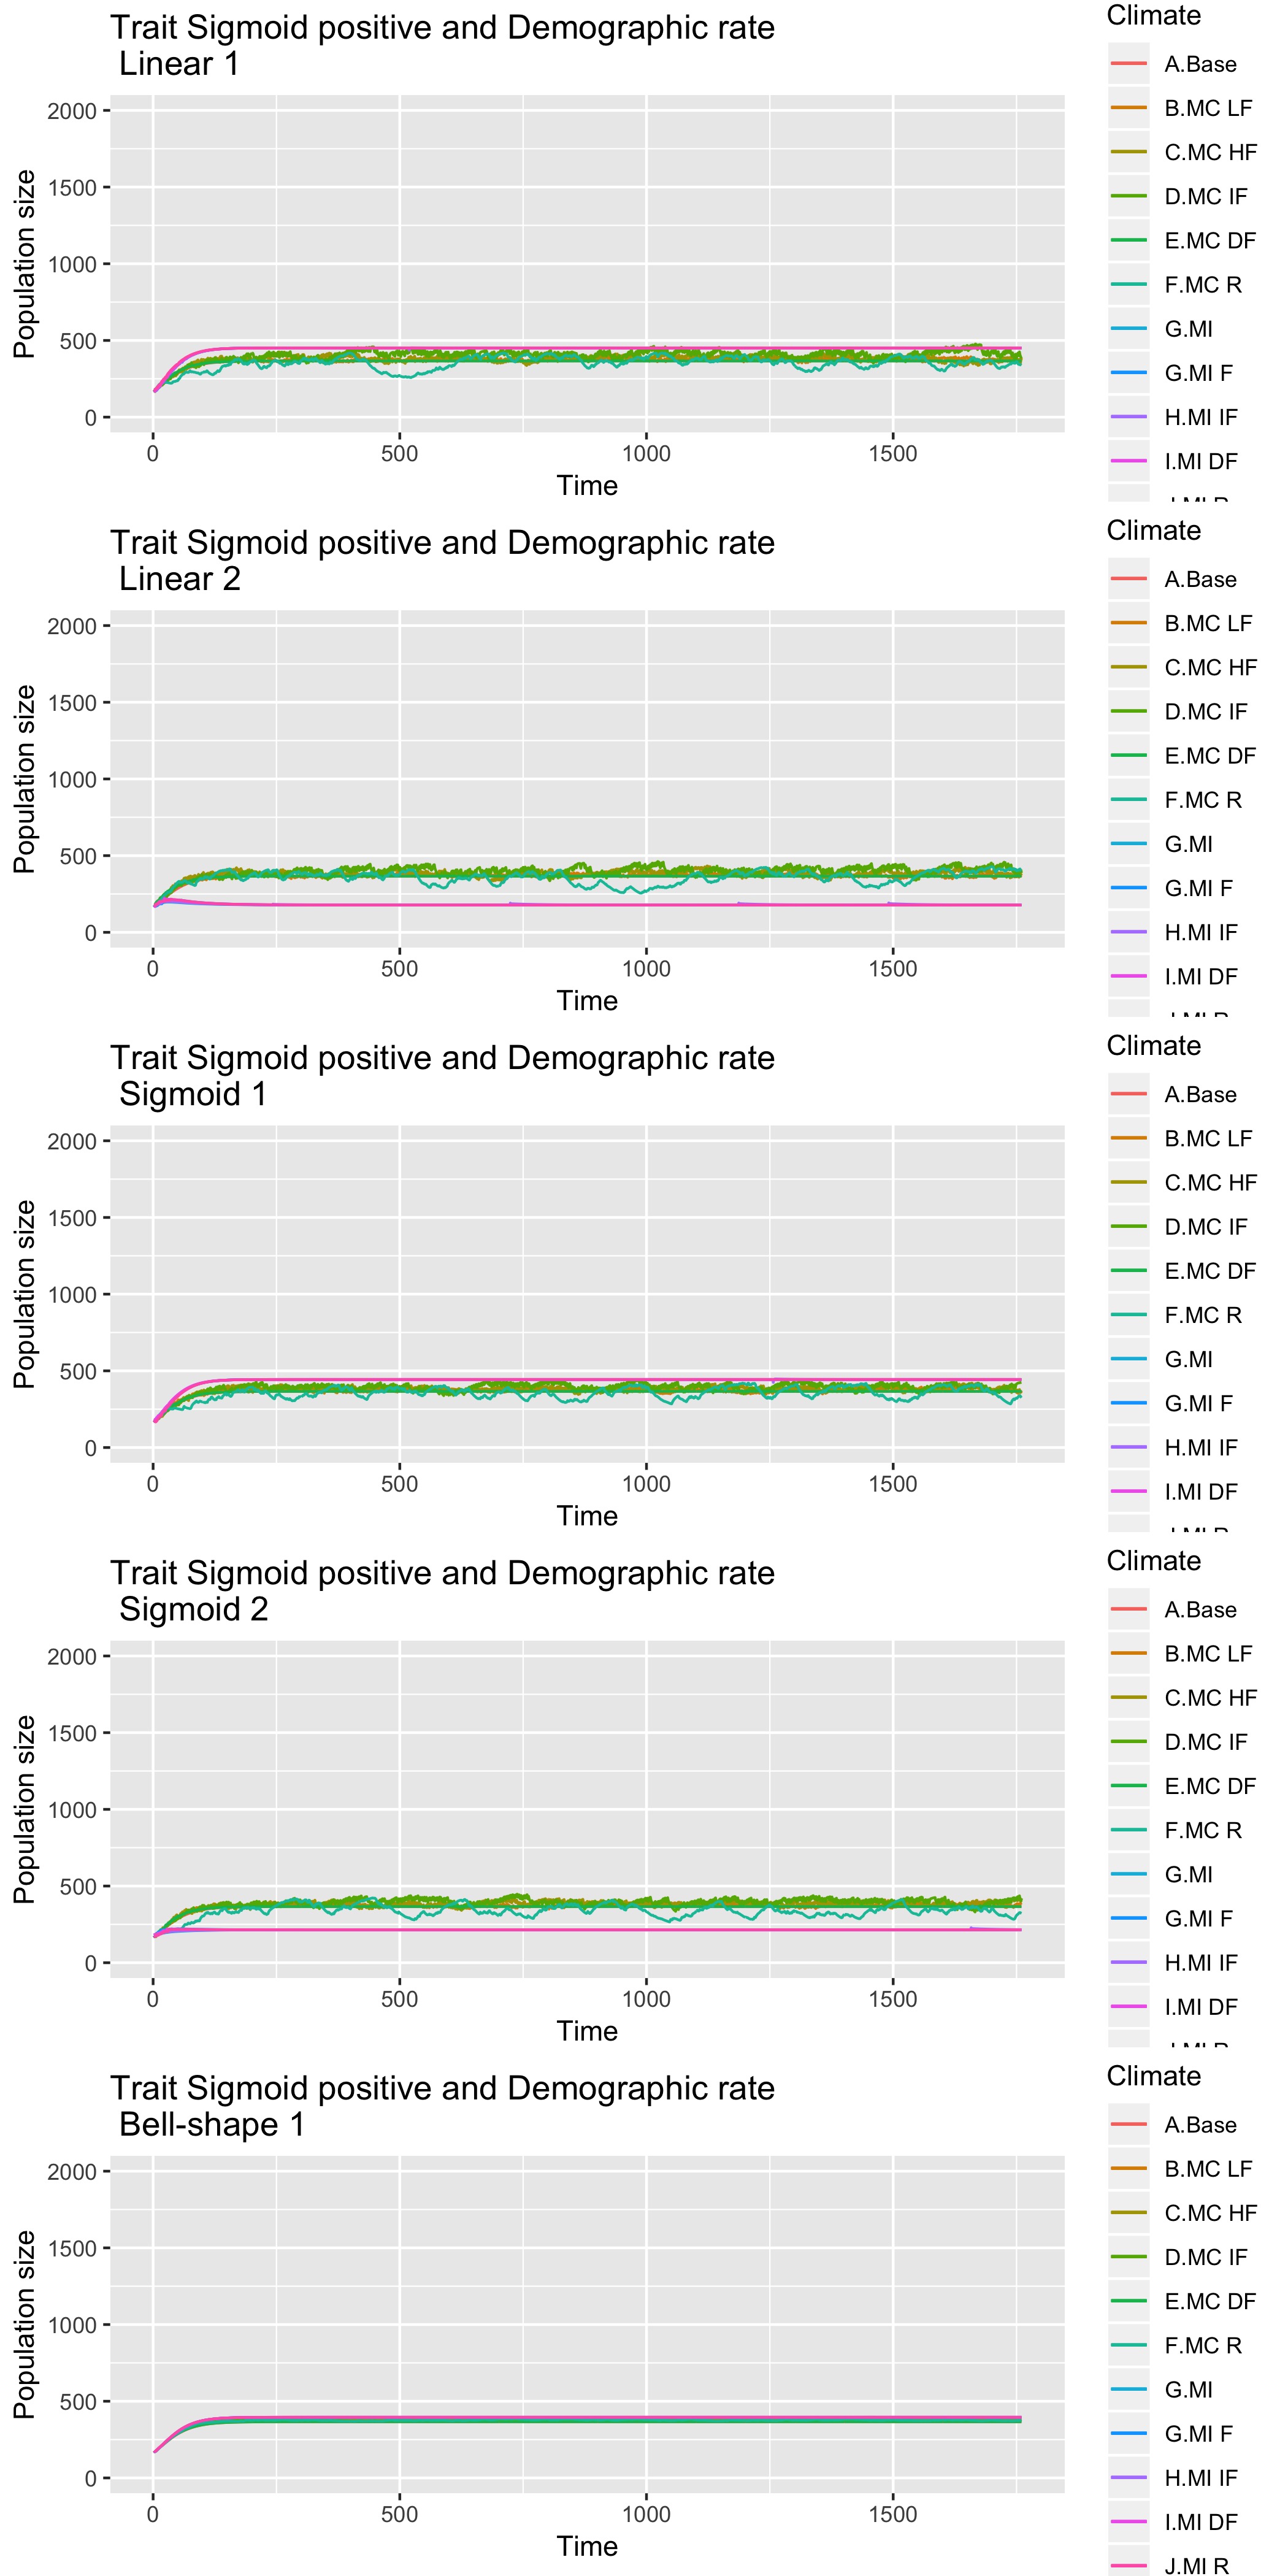 Trait Sigmoid positive and Demographic rate
Linear 1
Climate
A.Base
B.MC LF
C.MC HF
D.MC IF
E.MC DF
F.MC R
G.MI
G.MI F
H.MI IF
I.MI DF
Population size
2000
1500
1000
500
0
0 500 1000 1500
Time
Trait Sigmoid positive and Demographic rate
Linear 2
Climate
A.Base
B.MC LF
C.MC HF
D.MC IF
E.MC DF
F.MC R
G.MI
G.MI F
H.MI IF
I.MI DF
Population size
2000
1500
1000
500
0
0 500 1000 1500
Time
Trait Sigmoid positive and Demographic rate
Sigmoid 1
Climate
A.Base
B.MC LF
C.MC HF
D.MC IF
E.MC DF
F.MC R
G.MI
G.MI F
H.MI IF
I.MI DF
Population size
2000
1500
1000
500
0
0 500 1000 1500
Time
Trait Sigmoid positive and Demographic rate
Sigmoid 2
Climate
A.Base
B.MC LF
C.MC HF
D.MC IF
E.MC DF
F.MC R
G.MI
G.MI F
H.MI IF
I.MI DF
Population size
2000
1500
1000
500
0
0 500 1000 1500
Time
Trait Sigmoid positive and Demographic rate
Bell-shape 1
Climate
A.Base
B.MC LF
C.MC HF
D.MC IF
E.MC DF
F.MC R
G.MI
G.MI F
H.MI IF
I.MI DF
J.MI R
Population size
2000
1500
1000
500
0
0 500 1000 1500
Time